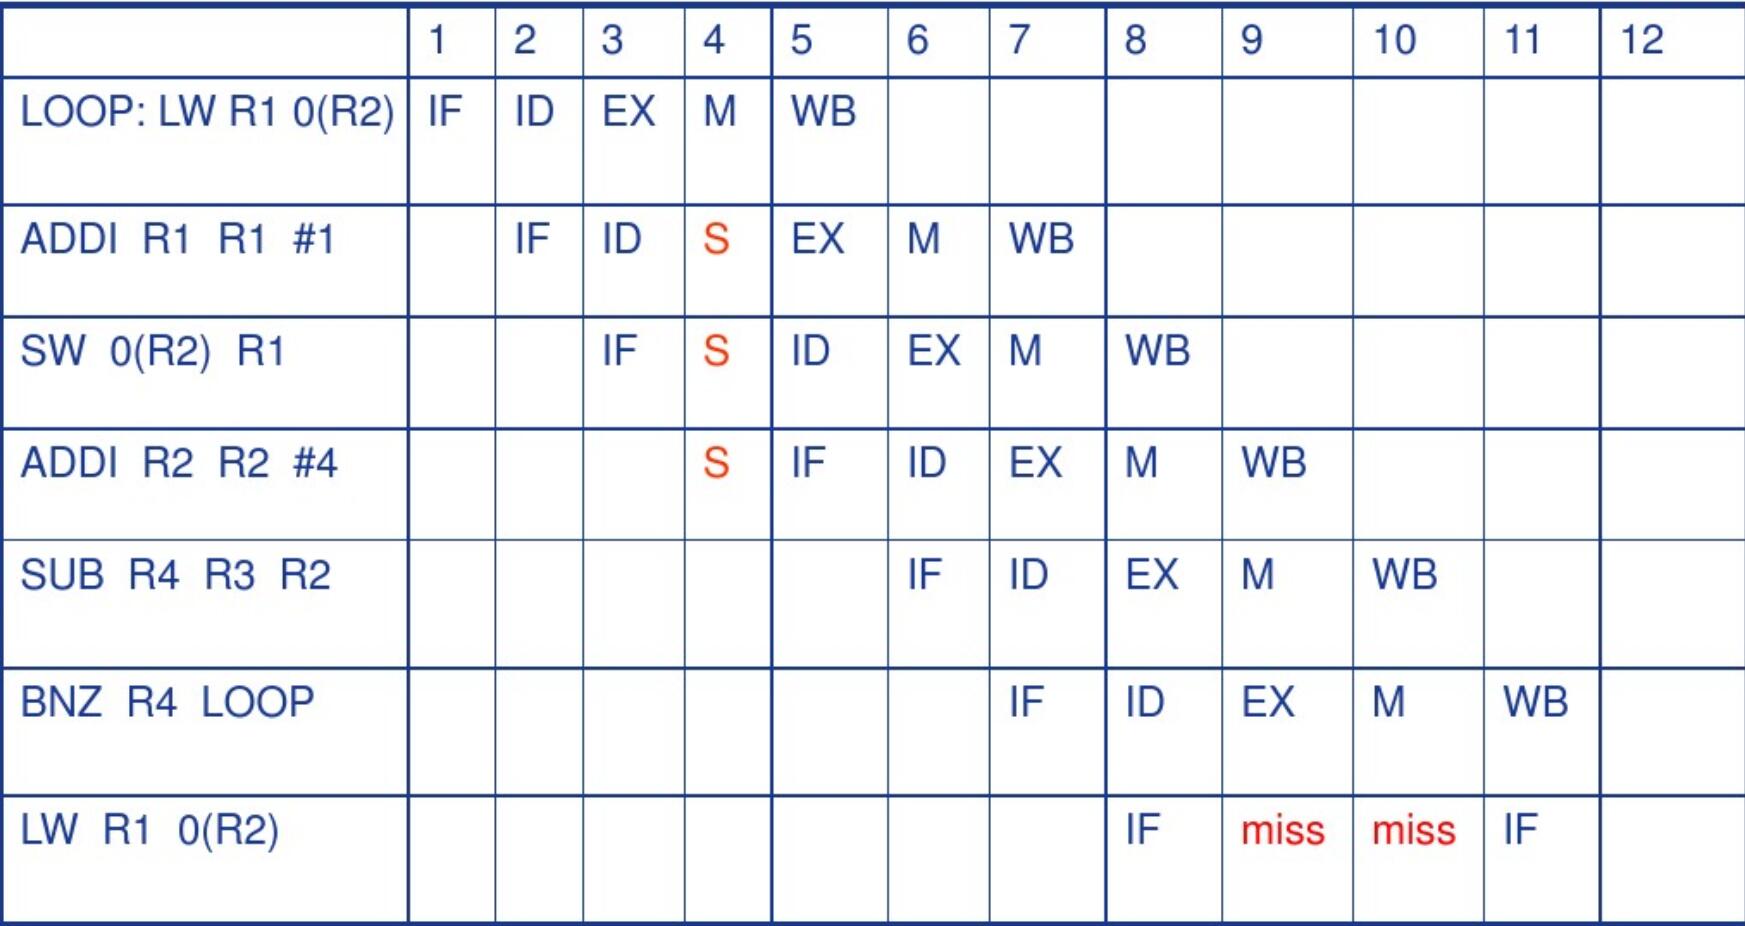 1 2 3 4 5 6 7 8 9 10 11 12
LOOP: LW R1 0(R2) IF ID EX M WB
ADDI R1 R1 #1 IF ID S EX M WB
SW 0(R2) R1 IF S ID EX M WB
ADDI R2 R2 #4 S IF ID EX M WB
SUB R4 R3 R2 IF ID EX M WB
BNZ R4 LOOP IF ID EX M WB
LW R1 0(R2) IF miss miss IF